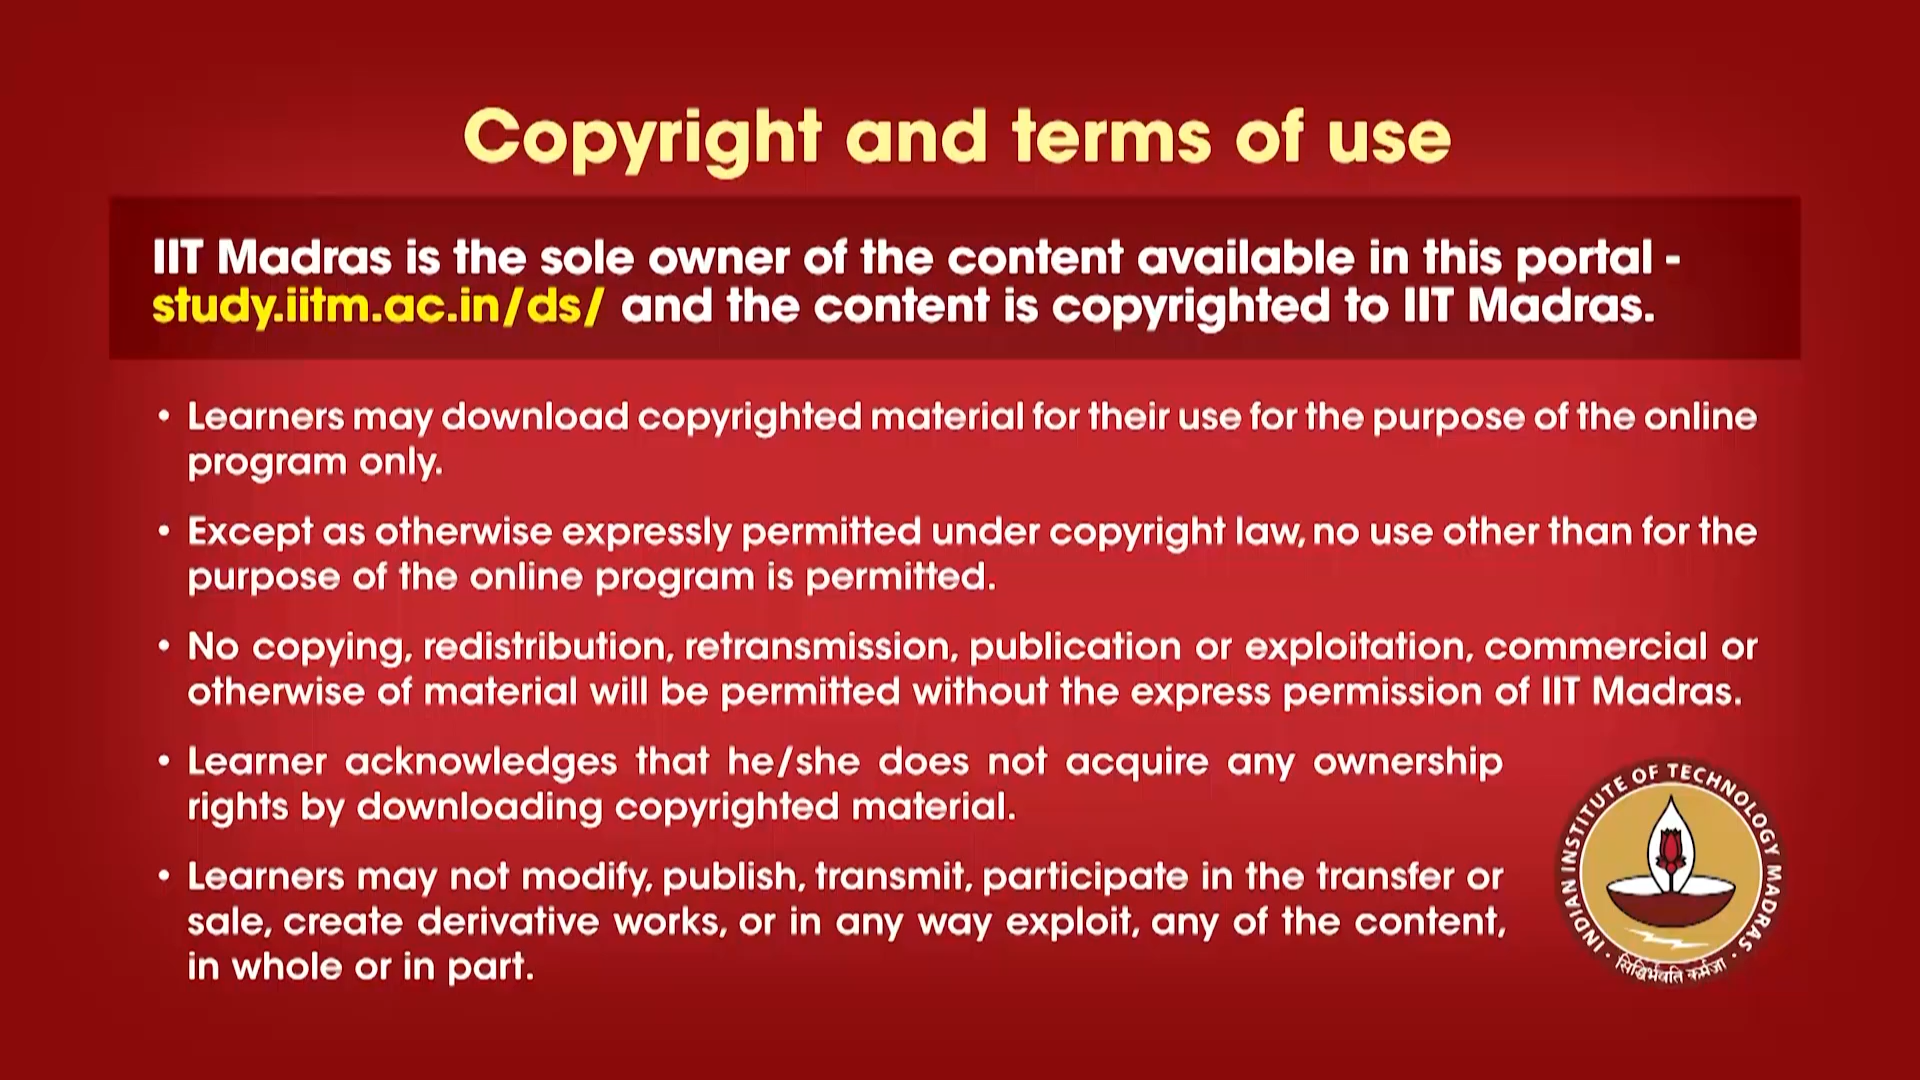 Copyright and terms of use
IIT Madras is the sole owner of the content available in this portal -
study.iitm.ac.in/ds/ and the content is copyrighted to IIT Madras.
• Learners may download copyrighted material for their use for the purpose of the online
program only.
• Except as otherwise expressly permitted under copyright law, no use other than for the
purpose of the online program is permitted.
• No copying, redistribution, retransmission, publication or exploitation, commercial or
otherwise of material will be permitted without the express permission of IIT Madras.
• Learner acknowledges that he/she does not acquire any ownership
rights by downloading copyrighted material.
• Learners may not modify, publish, transmit, participate in the transfer or
sale, create derivative works, or in any way exploit, any of the content,
in whole or in part.
INDIAN INSTITUTE OF TECHNOLOGY MADRAS
सिद्धिर्भवति कर्मजा